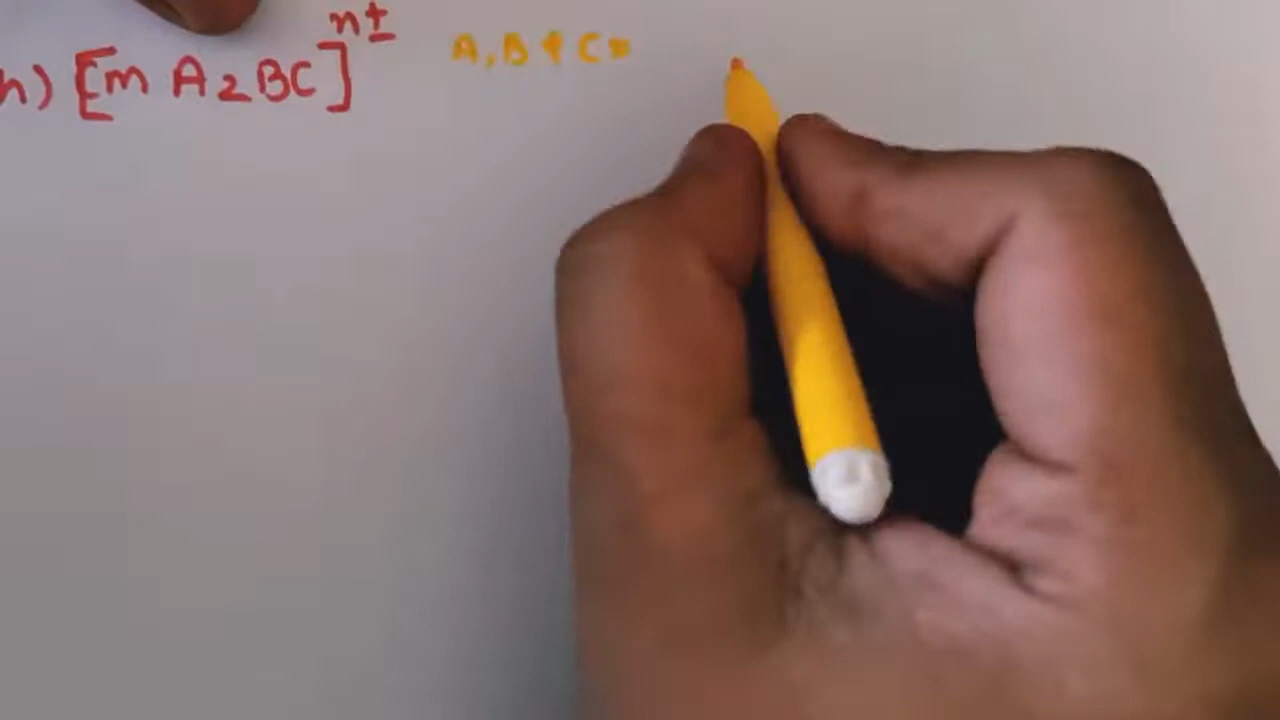 n) [m A2BC]n± A, B & C =